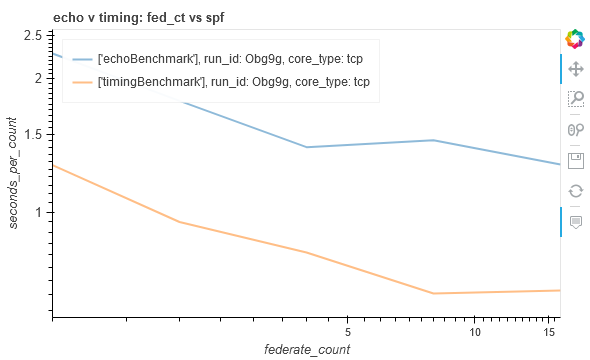 echo v timing: fed_ct vs spf
2.5
2
1.5
1
seconds_per_count
['echoBenchmark'], run_id: Obg9g, core_type: tcp
['timingBenchmark'], run_id: Obg9g, core_type: tcp
5
10
15
federate_count